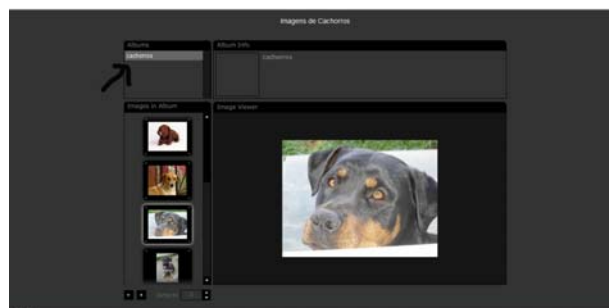 Imagens de Cachorros
Albums
Album Info
cachorros
cachorros
Images in Album
Image Viewer